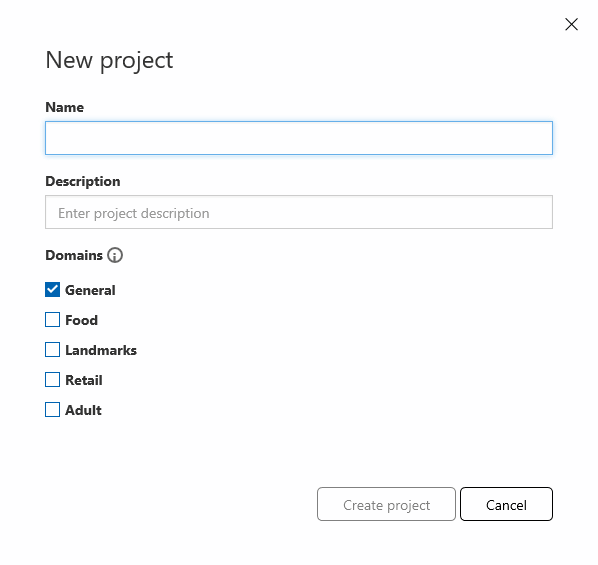 New project
Name
Description
Enter project description
Domains
General
Food
Landmarks
Retail
Adult
Create project Cancel